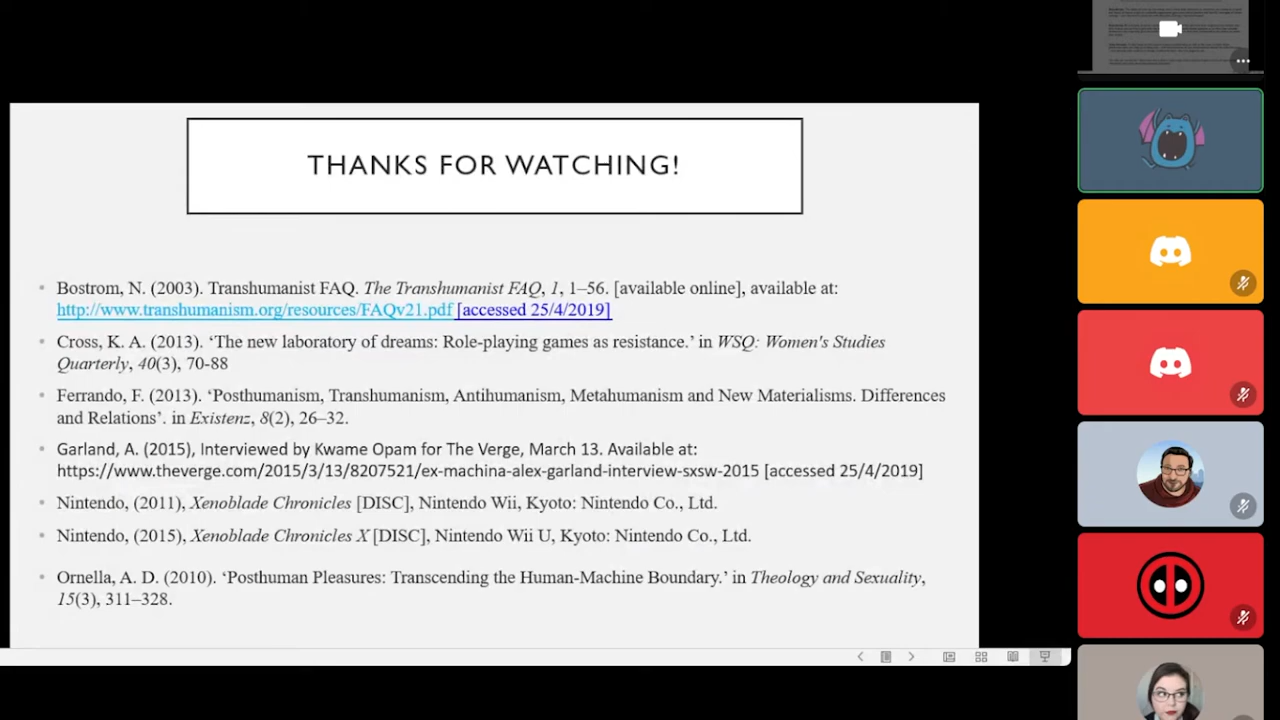 THANKS FOR WATCHING!
• Bostrom, N. (2003). Transhumanist FAQ. The Transhumanist FAQ, 1, 1–56. [available online], available at:
http://www.transhumanism.org/resources/FAQv21.pdf [accessed 25/4/2019]
• Cross, K. A. (2013). ‘The new laboratory of dreams: Role-playing games as resistance.’ in WSQ: Women's Studies
Quarterly, 40(3), 70-88
• Ferrando, F. (2013). ‘Posthumanism, Transhumanism, Antihumanism, Metahumanism and New Materialisms. Differences
and Relations’. in Existenz, 8(2), 26–32.
• Garland, A. (2015), Interviewed by Kwame Opam for The Verge, March 13. Available at:
https://www.theverge.com/2015/3/13/8207521/ex-machina-alex-garland-interview-sxsw-2015 [accessed 25/4/2019]
• Nintendo, (2011), Xenoblade Chronicles [DISC], Nintendo Wii, Kyoto: Nintendo Co., Ltd.
• Nintendo, (2015), Xenoblade Chronicles X [DISC], Nintendo Wii U, Kyoto: Nintendo Co., Ltd.
• Ornella, A. D. (2010). ‘Posthuman Pleasures: Transcending the Human-Machine Boundary.’ in Theology and Sexuality,
15(3), 311–328.